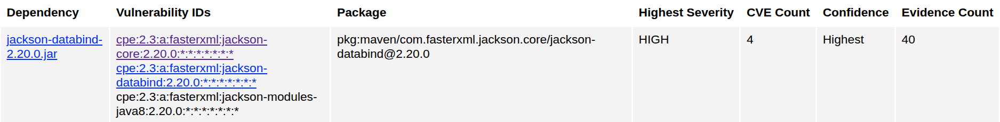 Dependency Vulnerability IDs Package Highest Severity CVE Count Confidence Evidence Count
jackson-databind- cpe:2.3:a:fasterxml:jackson- pkg:maven/com.fasterxml.jackson.core/jackson- HIGH 4 Highest 40
2.20.0.jar core:2.20.0:*:*:*:*:*:*:* databind@2.20.0
cpe:2.3:a:fasterxml:jackson-
databind:2.20.0:*:*:*:*:*:*:*
cpe:2.3:a:fasterxml:jackson-modules-
java8:2.20.0:*:*:*:*:*:*:*